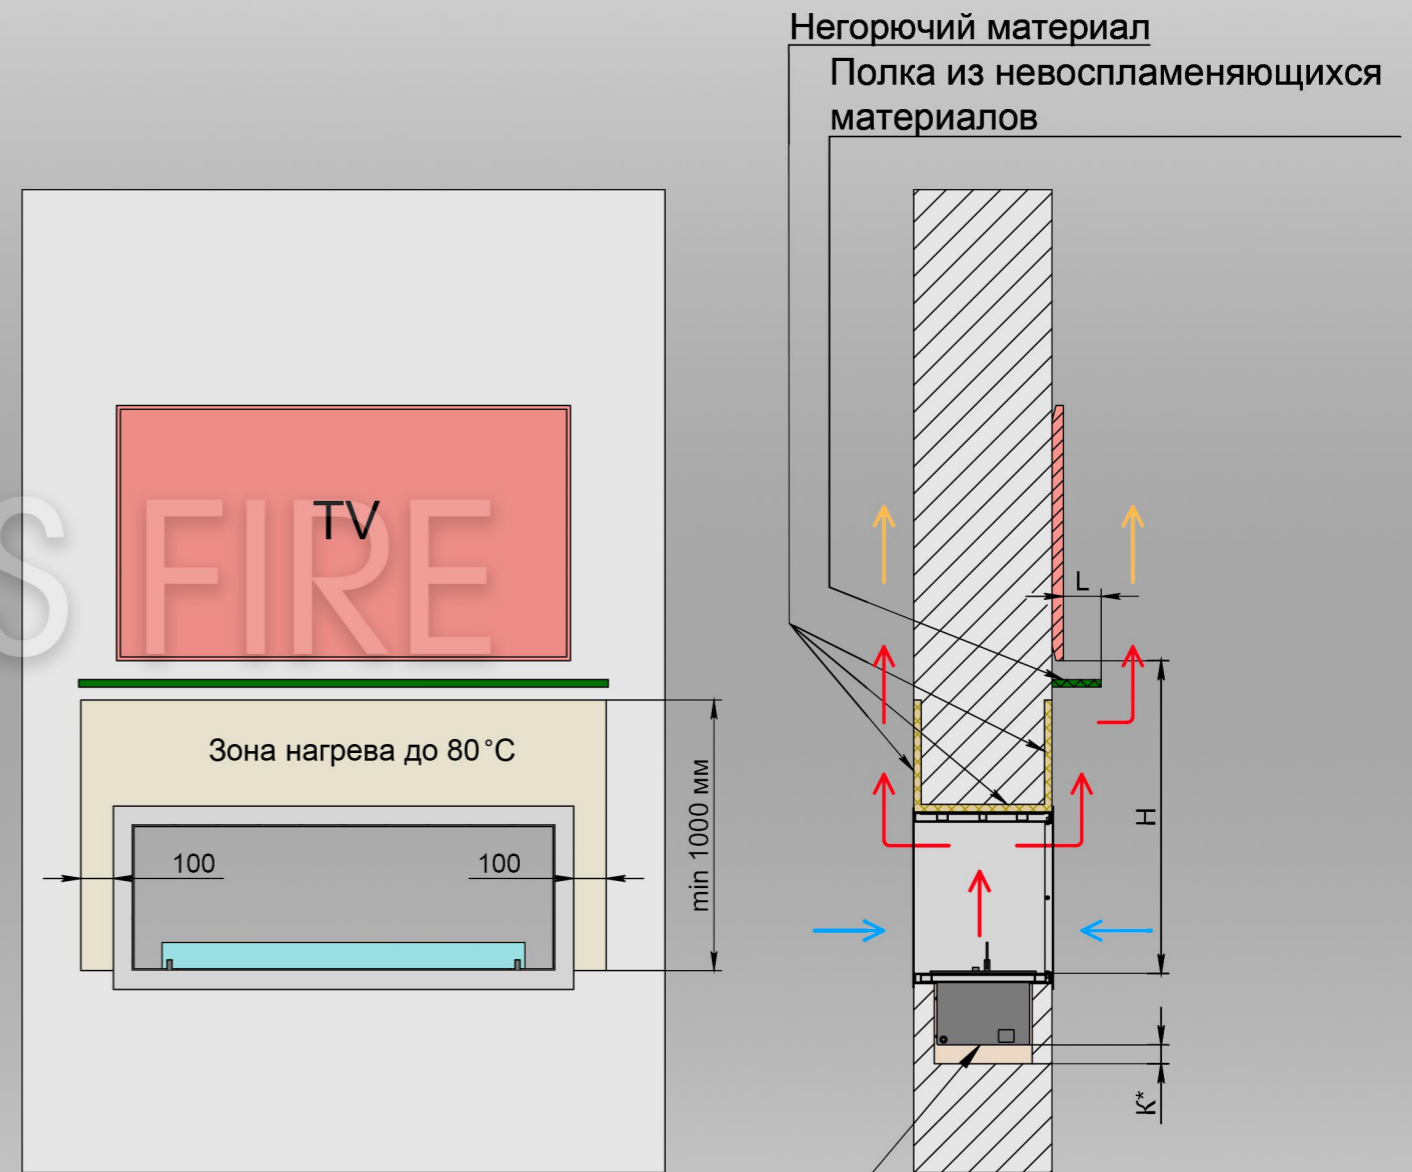 Негорючий материал
Полка из невоспламеняющихся
материалов
TV
S FIRE
L
Зона нагрева до 80°C
100
100
min 1000 мм
H
K*